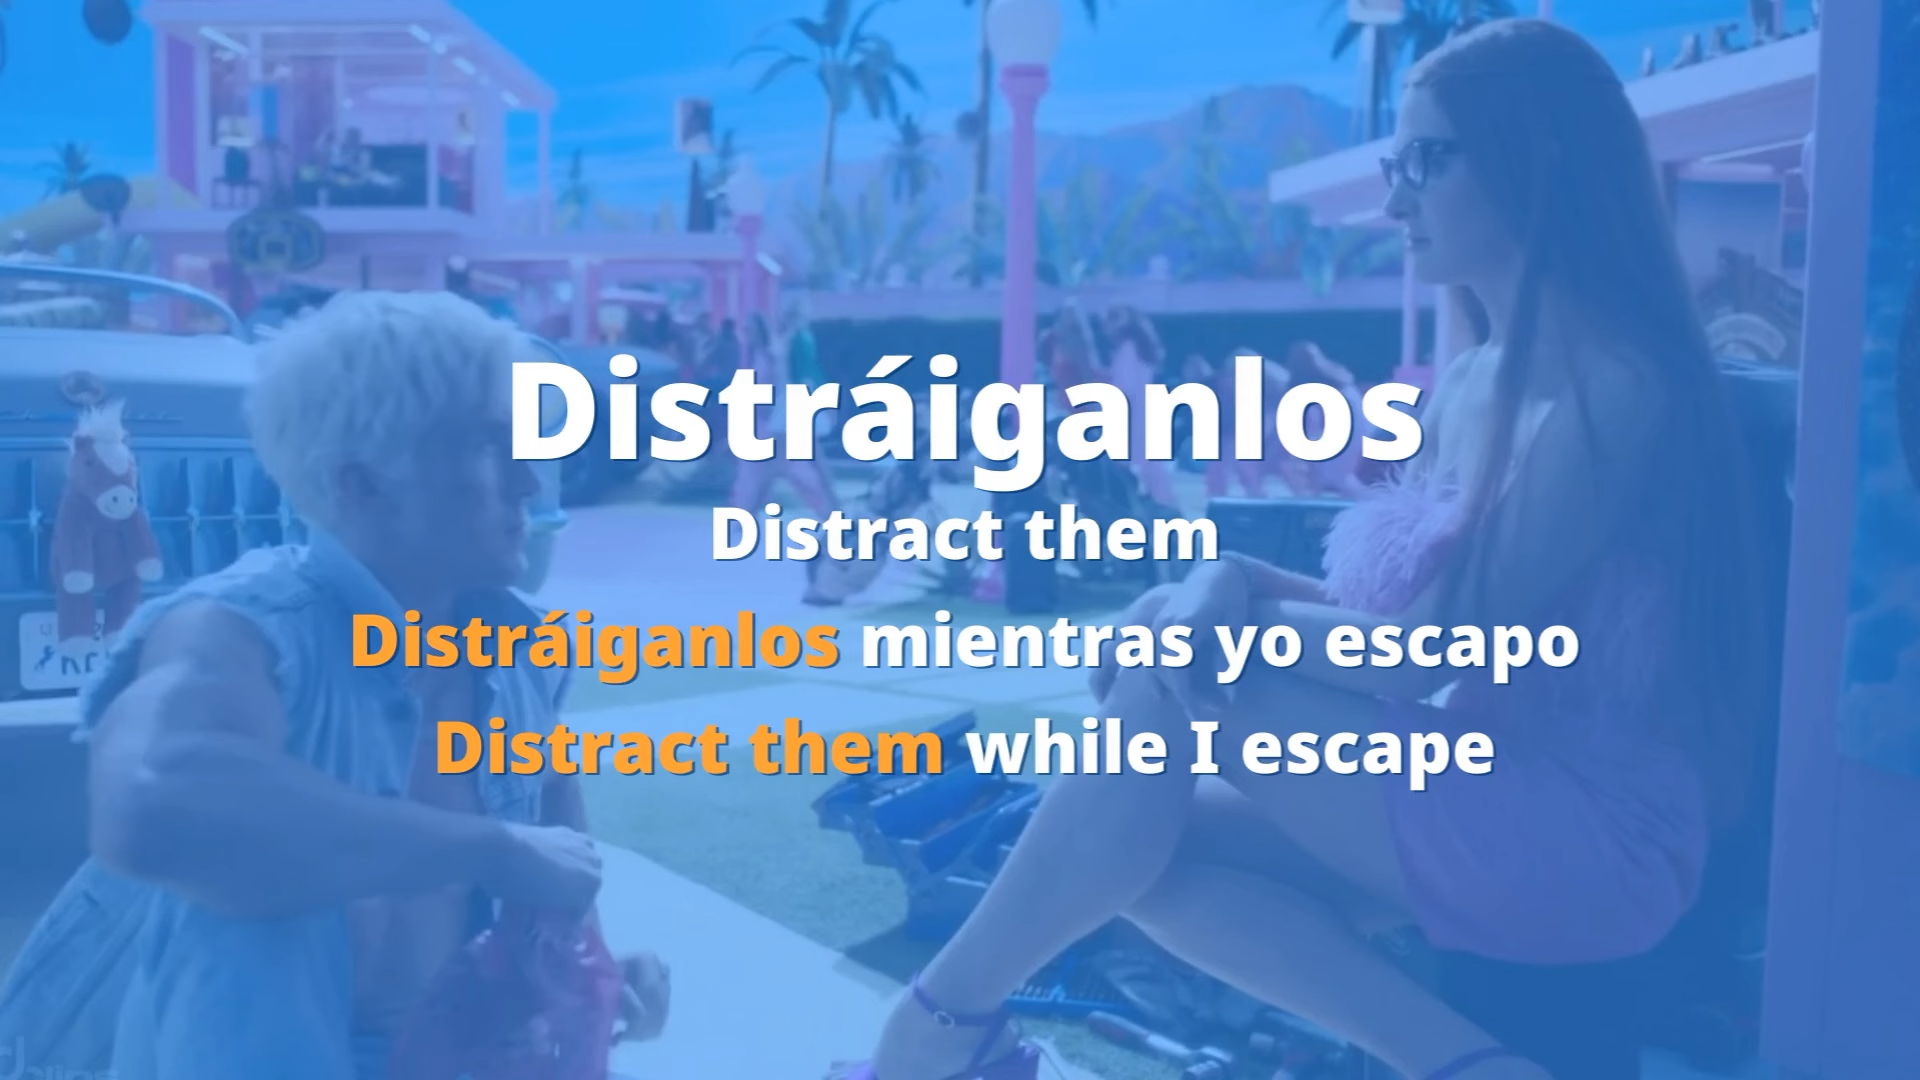 Distráiganlos
Distract them
Distráiganlos mientras yo escapo
Distract them while I escape